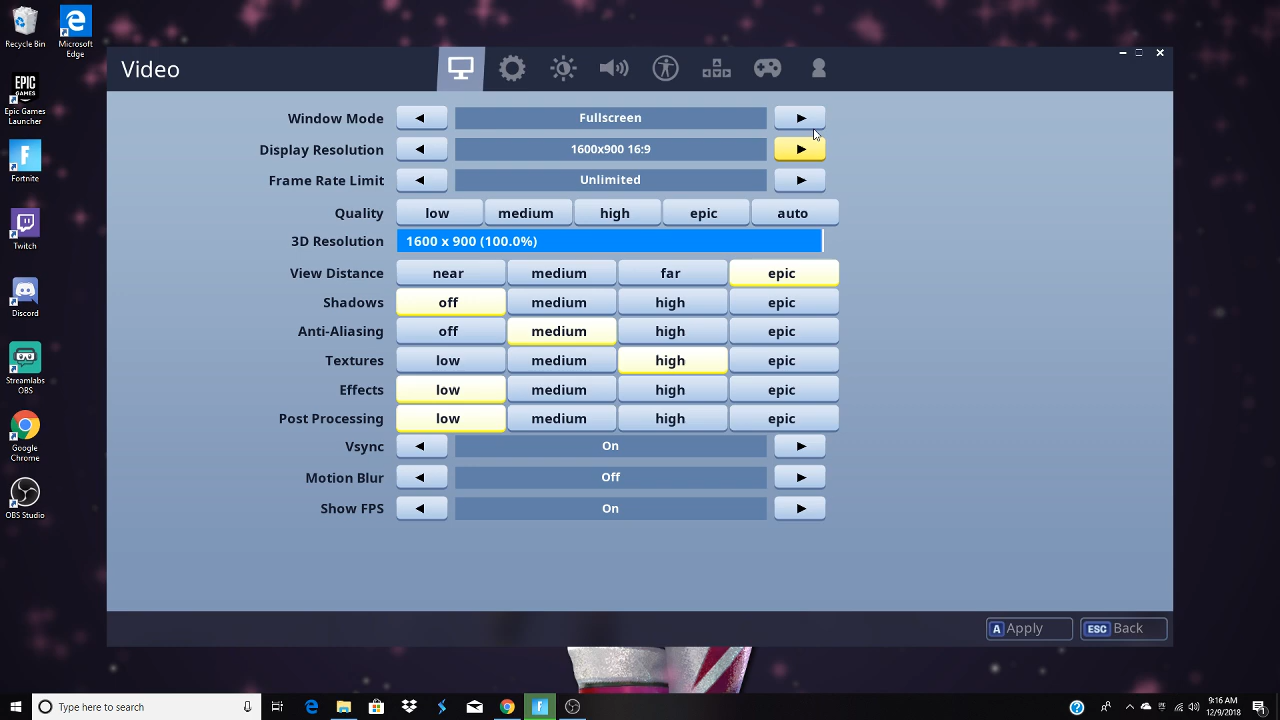 Recycle Bin
Microsoft Edge
EPIC GAMES
Epic Games Launcher
Fortnite
Twitch
Discord
Streamlabs OBS
Google Chrome
OBS Studio
Video
Window Mode ◄ Fullscreen ►
Display Resolution ◄ 1600x900 16:9 ►
Frame Rate Limit ◄ Unlimited ►
Quality low medium high epic auto
3D Resolution 1600 x 900 (100.0%)
View Distance near medium far epic
Shadows off medium high epic
Anti-Aliasing off medium high epic
Textures low medium high epic
Effects low medium high epic
Post Processing low medium high epic
Vsync ◄ On ►
Motion Blur ◄ Off ►
Show FPS ◄ On ►
A Apply ESC Back
Type here to search
9:16 AM
12/9/2018